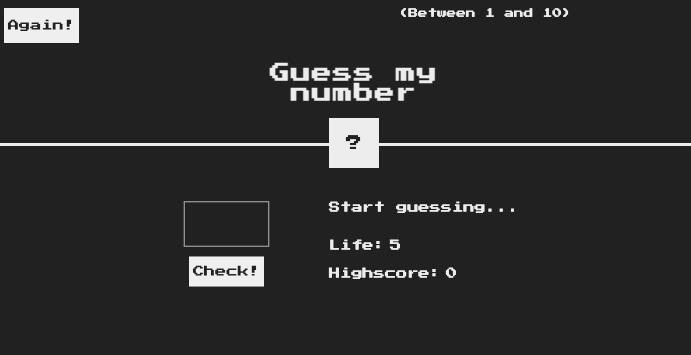 Again!
(Between 1 and 10)
Guess my
number
?
Start guessing...
Life: 5
Check!
Highscore: 0